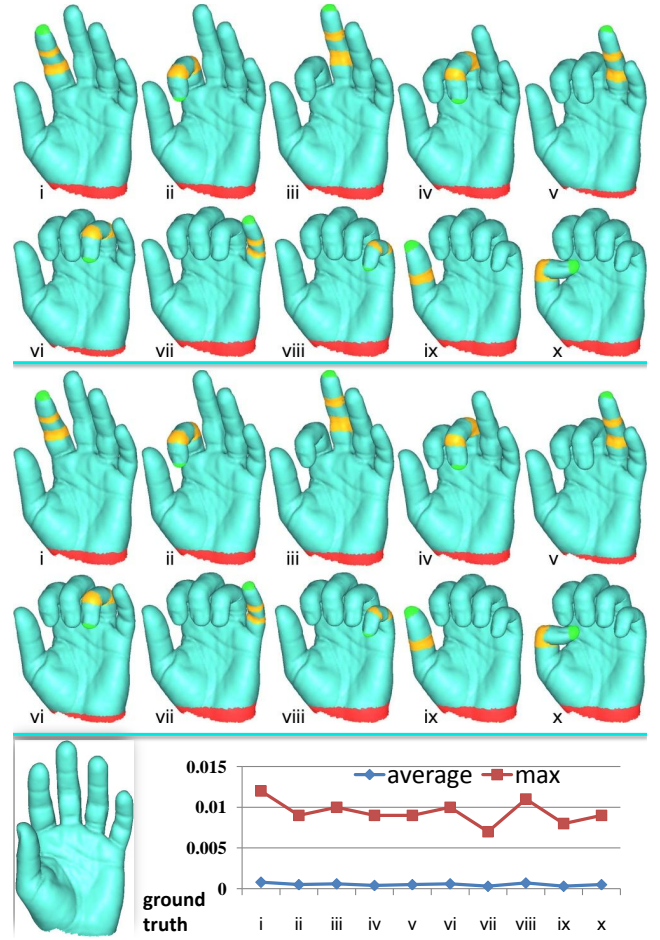 i ii iii iv v
vi vii viii ix x
i ii iii iv v
vi vii viii ix x
0.015
average max
0.01
0.005
0
ground
truth
i ii iii iv v vi vii viii ix x